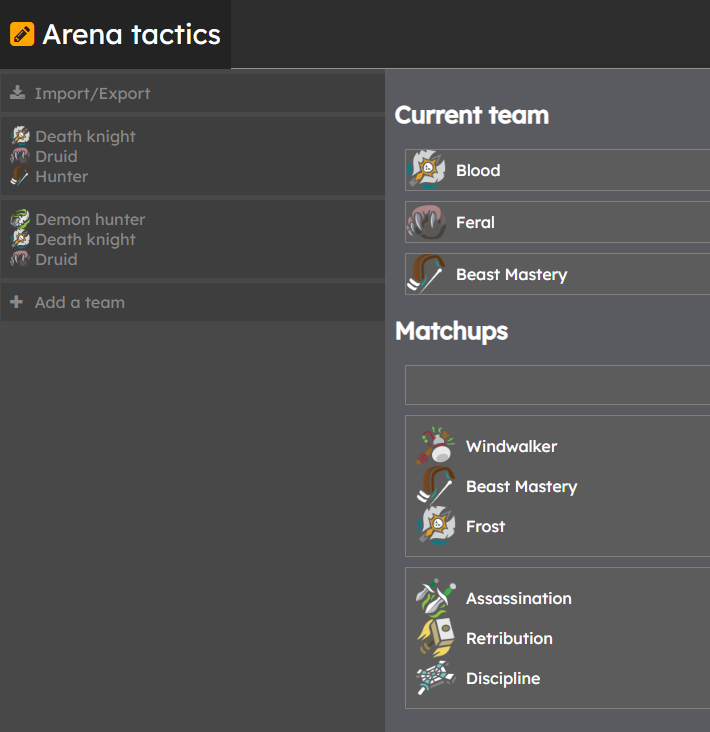 Arena tactics
Import/Export
Death knight
Druid
Hunter
Demon hunter
Death knight
Druid
Add a team
Current team
Blood
Feral
Beast Mastery
Matchups
Windwalker
Beast Mastery
Frost
Assassination
Retribution
Discipline